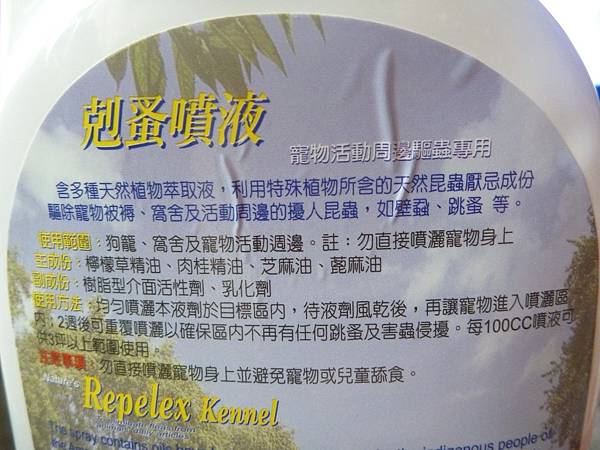 剋蚤噴液
寵物活動周邊驅蟲專用
含多種天然植物萃取液，利用特殊植物所含的天然昆蟲厭忌成份
驅除寵物被褥、窩舍及活動周邊的擾人昆蟲，如壁蝨、跳蚤 等。
使用範圍：狗籠、窩舍及寵物活動週邊。註：勿直接噴灑寵物身上
主成份：檸檬草精油、肉桂精油、芝麻油、蓖麻油
副成份：樹脂型介面活性劑、乳化劑
使用方法：均勻噴灑本液劑於目標區內，待液劑風乾後，再讓寵物進入噴灑區
內；2週後可重覆噴灑以確保區內不再有任何跳蚤及害蟲侵擾。每100CC噴液可
供3坪以上範圍使用。
注意事項：勿直接噴灑寵物身上並避免寵物或兒童舔食。
Nature's
Repelex Kennel
The spray contains oils
indigenous people of